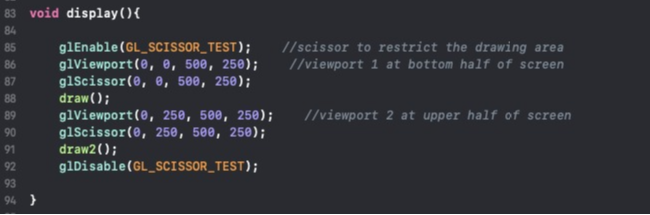 83 void display(){
84
85 glEnable(GL_SCISSOR_TEST); //scissor to restrict the drawing area
86 glViewport(0, 0, 500, 250); //viewport 1 at bottom half of screen
87 glScissor(0, 0, 500, 250);
88 draw();
89 glViewport(0, 250, 500, 250); //viewport 2 at upper half of screen
90 glScissor(0, 250, 500, 250);
91 draw2();
92 glDisable(GL_SCISSOR_TEST);
93
94 }